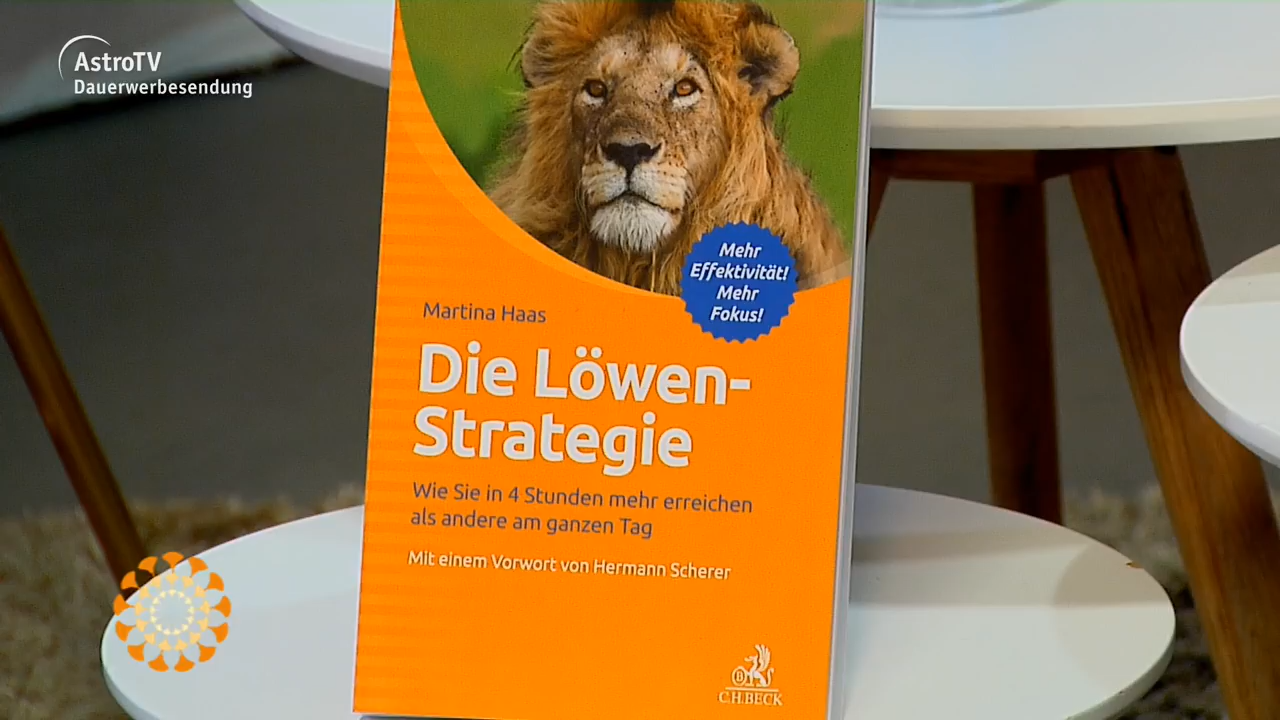 AstroTV
Dauerwerbesendung
Mehr
Effektivität!
Mehr
Fokus!
Martina Haas
Die Löwen-
Strategie
Wie Sie in 4 Stunden mehr erreichen
als andere am ganzen Tag
Mit einem Vorwort von Hermann Scherer
B
C.H.BECK